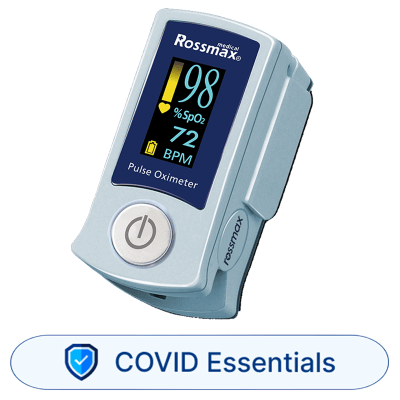 medical
Rossmax®
98
%SpO₂
72
BPM
Pulse Oximeter
rossmax
COVID Essentials